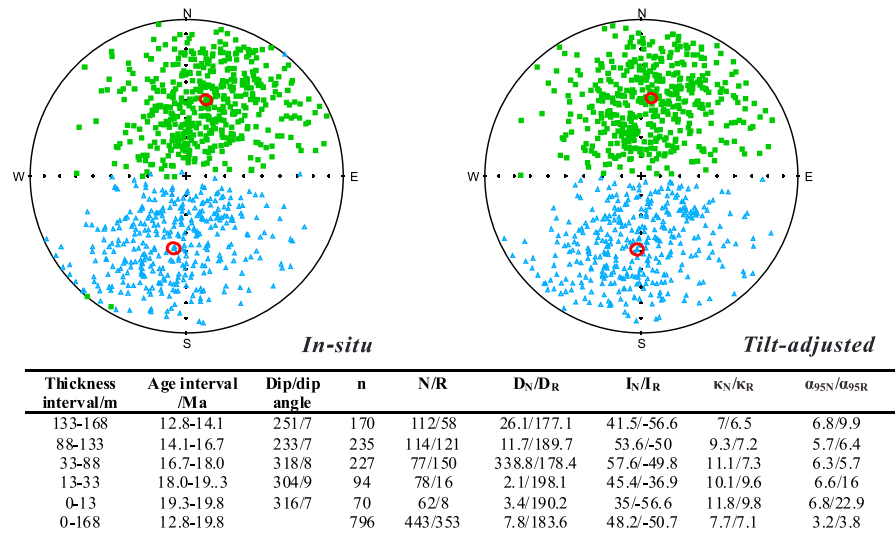 N N
W E W E
S S
In-situ Tilt-adjusted
Thickness interval/m Age interval /Ma Dip/dip angle n N/R D_N/D_R I_N/I_R κ_N/κ_R α_95N/α_95R
133-168 12.8-14.1 251/7 170 112/58 26.1/177.1 41.5/-56.6 7/6.5 6.8/9.9
88-133 14.1-16.7 233/7 235 114/121 11.7/189.7 53.6/-50 9.3/7.2 5.7/6.4
33-88 16.7-18.0 318/8 227 77/150 338.8/178.4 57.6/-49.8 11.1/7.3 6.3/5.7
13-33 18.0-19..3 304/9 94 78/16 2.1/198.1 45.4/-36.9 10.1/9.6 6.6/16
0-13 19.3-19.8 316/7 70 62/8 3.4/190.2 35/-56.6 11.8/9.8 6.8/22.9
0-168 12.8-19.8 796 443/353 7.8/183.6 48.2/-50.7 7.7/7.1 3.2/3.8